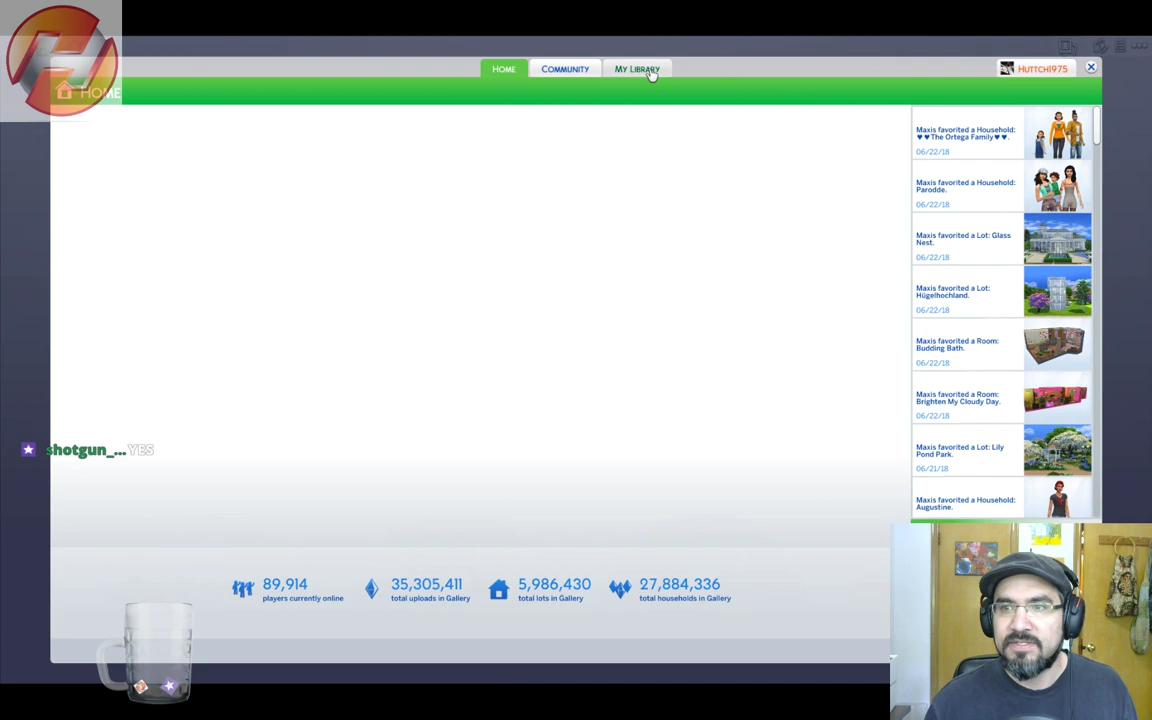 HOME
COMMUNITY
MY LIBRARY
HUTTCH1975
HOME
Maxis favorited a Household:
♥♥The Ortega Family♥♥.
06/22/18
Maxis favorited a Household:
Parodde.
06/22/18
Maxis favorited a Lot: Glass
Nest.
06/22/18
Maxis favorited a Lot:
Hügelhochland.
06/22/18
Maxis favorited a Room:
Budding Bath.
06/22/18
Maxis favorited a Room:
Brighten My Cloudy Day.
06/22/18
Maxis favorited a Lot: Lily
Pond Park.
06/21/18
Maxis favorited a Household:
Augustine.
shotgun_... YES
89,914
players currently online
35,305,411
total uploads in Gallery
5,986,430
total lots in Gallery
27,884,336
total households in Gallery